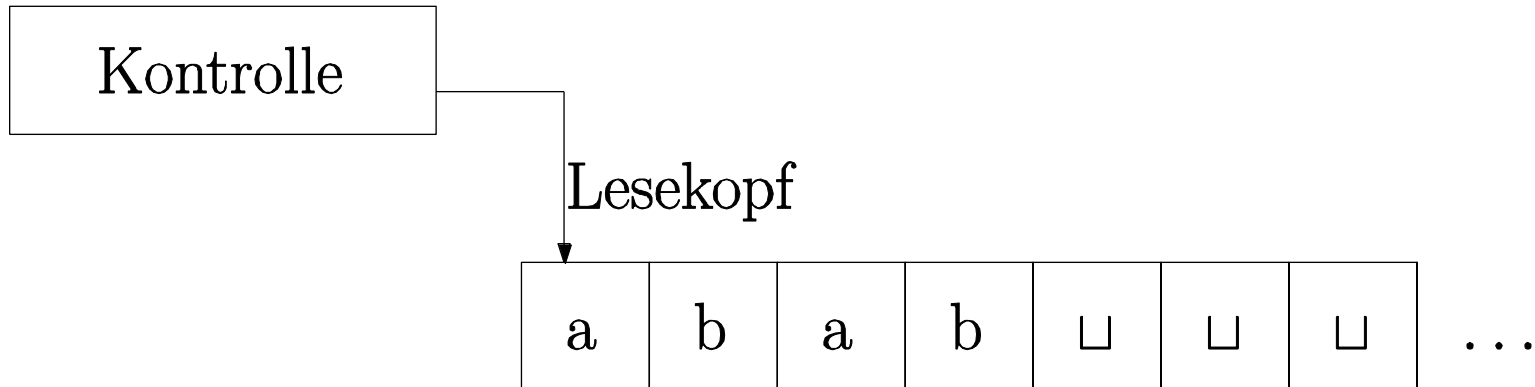 Kontrolle
Lesekopf
a b a b ⊔ ⊔ ⊔ ...